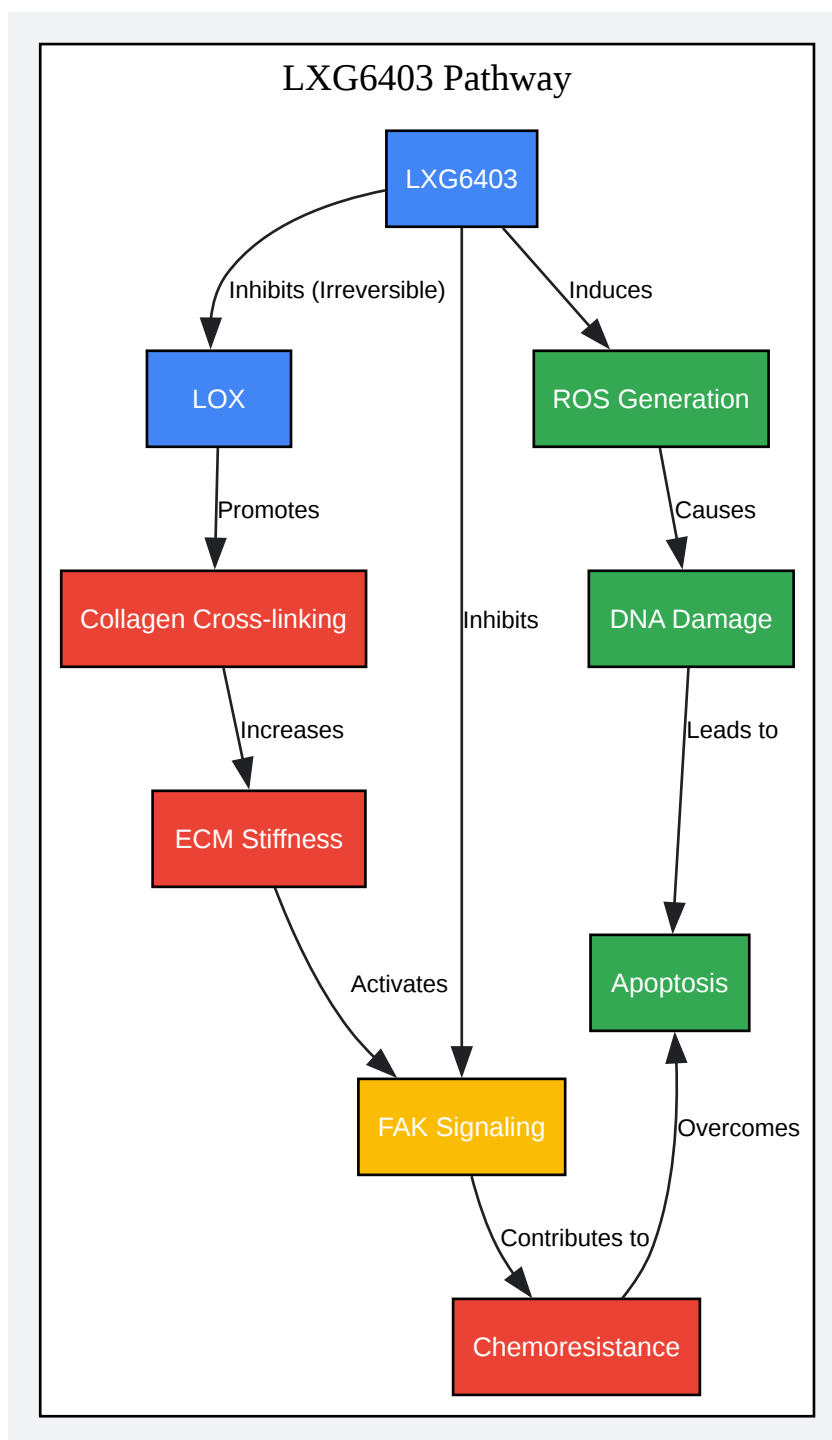 LXG6403 Pathway
LXG6403
Inhibits (Irreversible)
Induces
LOX
ROS Generation
Promotes
Causes
Collagen Cross-linking
Inhibits
DNA Damage
Increases
Leads to
ECM Stiffness
Activates
Apoptosis
FAK Signaling
Overcomes
Contributes to
Chemoresistance